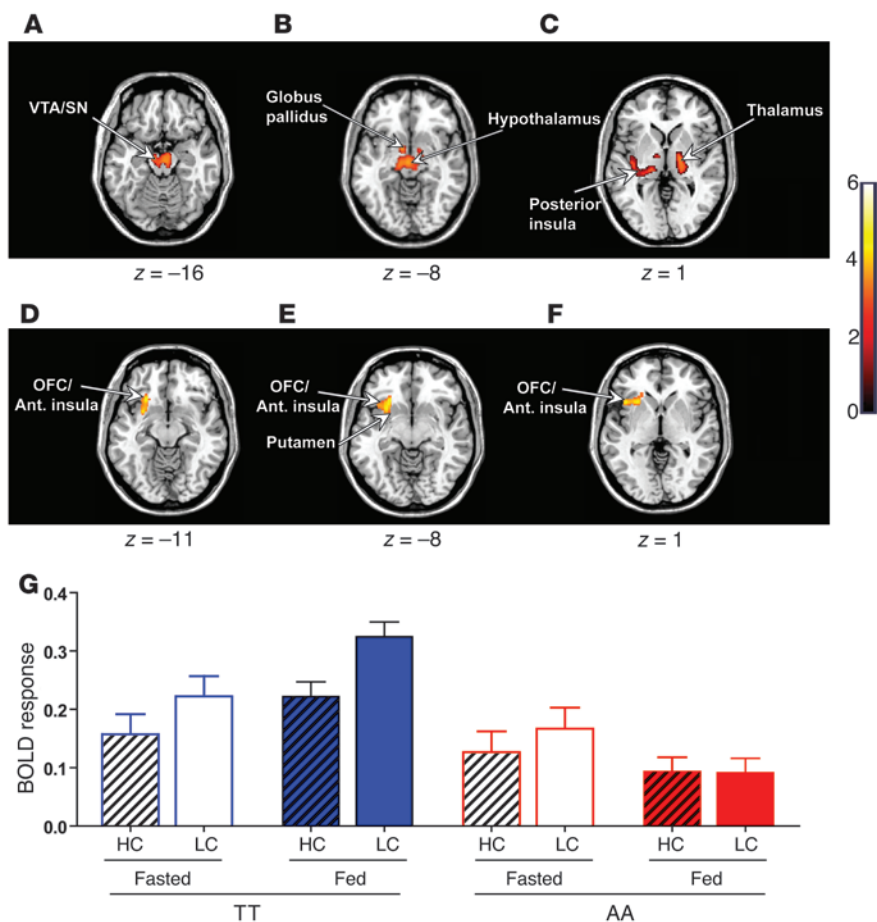 A
B
C
VTA/SN
Globus
pallidus
Hypothalamus
Thalamus
Posterior
insula
z = −16
z = −8
z = 1
6
4
2
0
D
E
F
OFC/
Ant. insula
OFC/
Ant. insula
Putamen
OFC/
Ant. insula
z = −11
z = −8
z = 1
G
BOLD response
0.4
0.3
0.2
0.1
0.0
HC LC HC LC HC LC HC LC
Fasted Fed Fasted Fed
TT AA